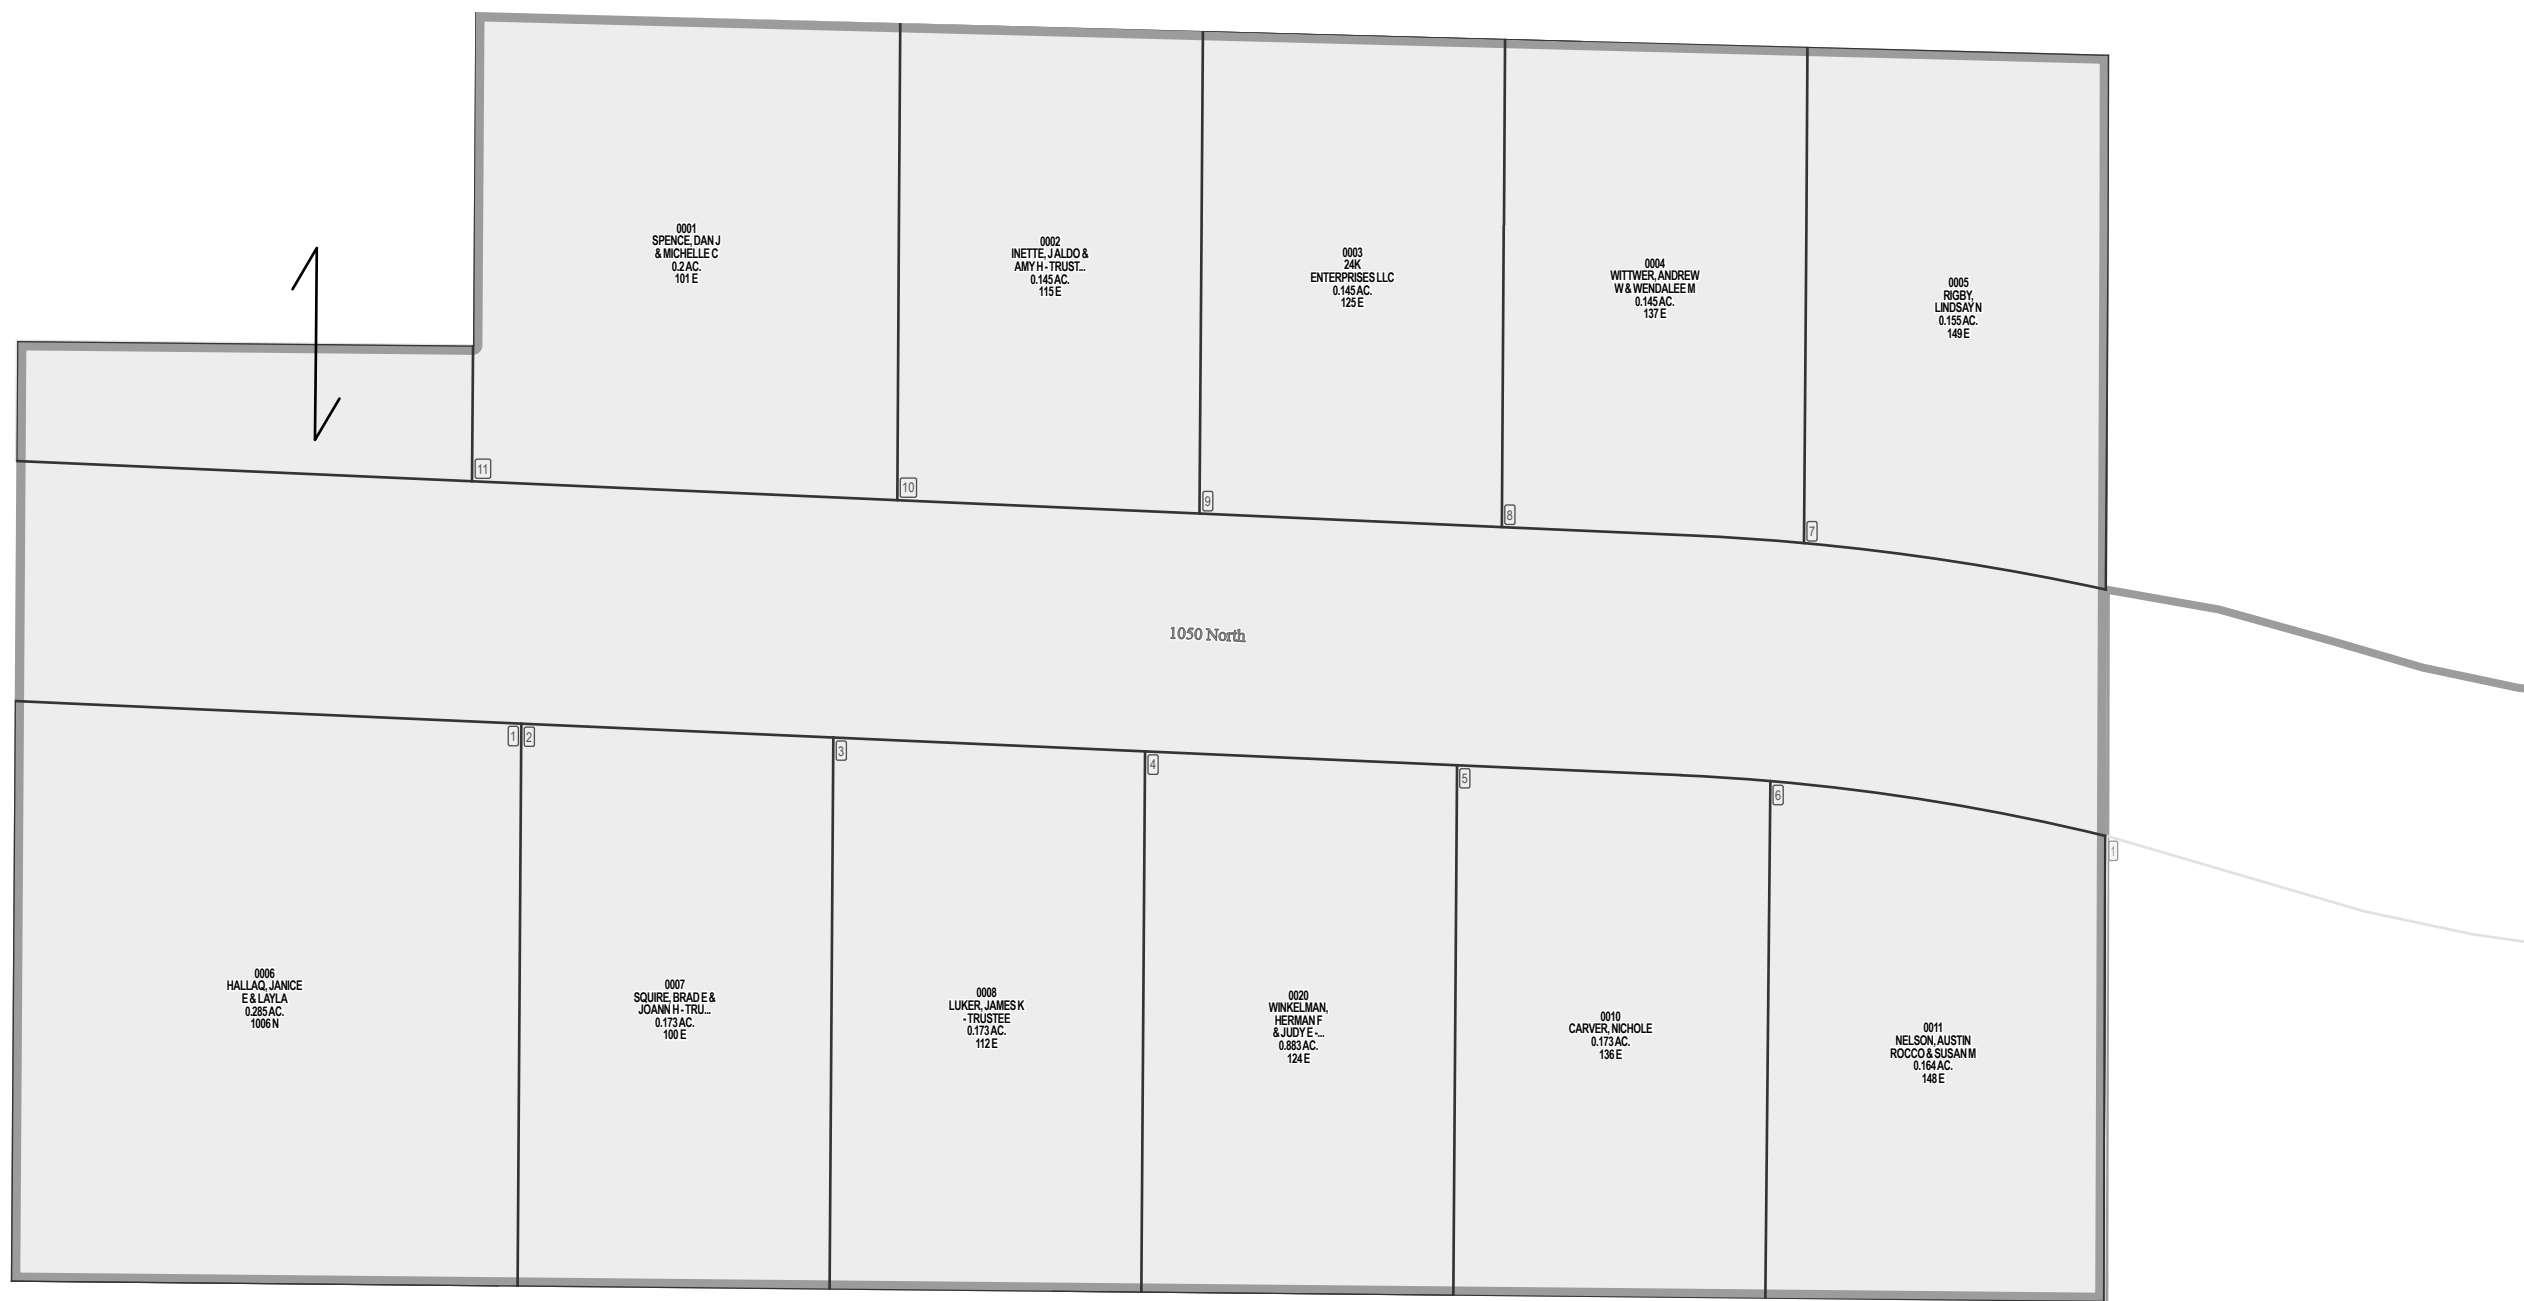 0001
SPENCE, DAN J
& MICHELLE C
0.2 AC.
101 E
0002
INETTE, JALDO &
AMY H - TRUST...
0.145 AC.
115 E
0003
24K
ENTERPRISES LLC
0.145 AC.
125 E
0004
WITTWER, ANDREW
W & WENDALEE M
0.145 AC.
137 E
0005
RIGBY,
LINDSAY N
0.155 AC.
149 E
11
10
9
8
7
1050 North
1
2
3
4
5
6
1
0006
HALLAQ, JANICE
E & LAYLA
0.285 AC.
1006 N
0007
SQUIRE, BRAD E &
JOANN H - TRU...
0.173 AC.
100 E
0008
LUKER, JAMES K
- TRUSTEE
0.173 AC.
112 E
0020
WINKELMAN,
HERMAN F
& JUDY E -...
0.883 AC.
124 E
0010
CARVER, NICHOLE
0.173 AC.
136 E
0011
NELSON, AUSTIN
ROCCO & SUSAN M
0.164 AC.
148 E